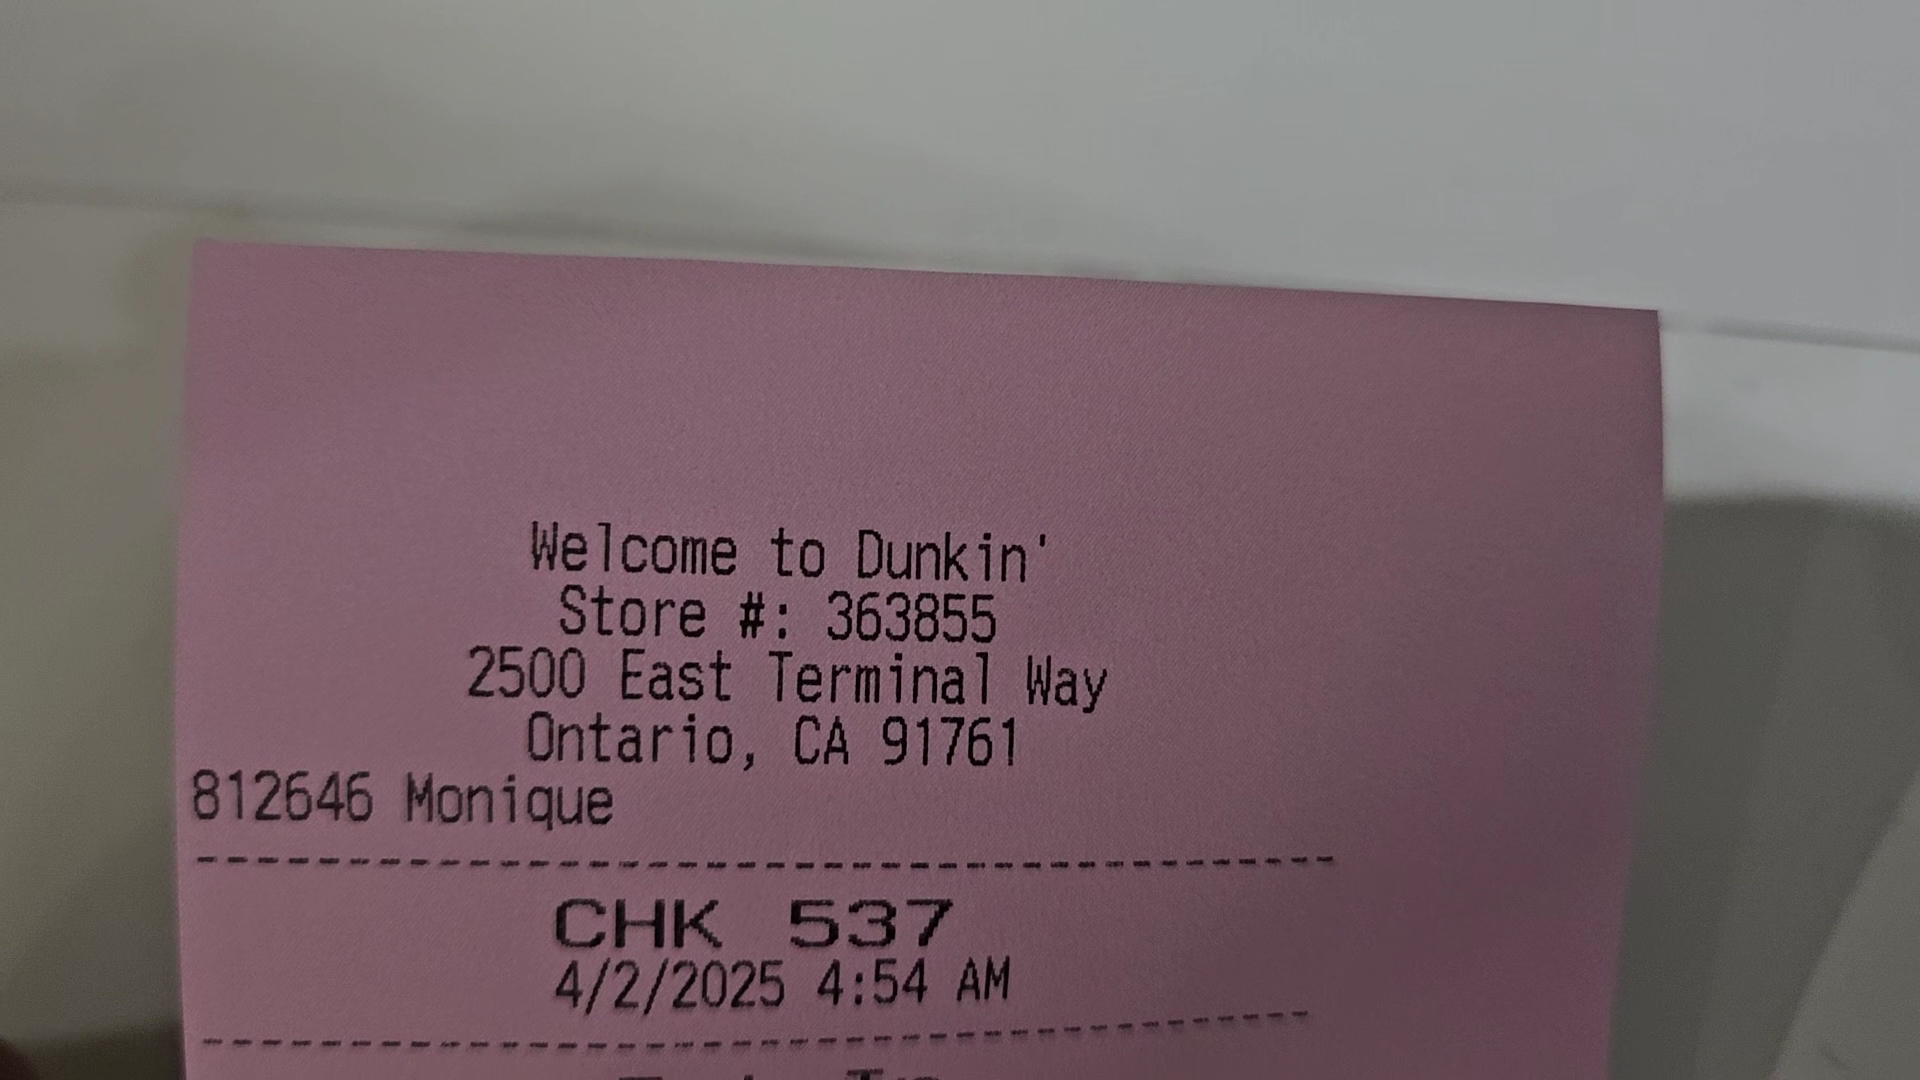 Welcome to Dunkin'
Store #: 363855
2500 East Terminal Way
Ontario, CA 91761
812646 Monique
CHK 537
4/2/2025 4:54 AM